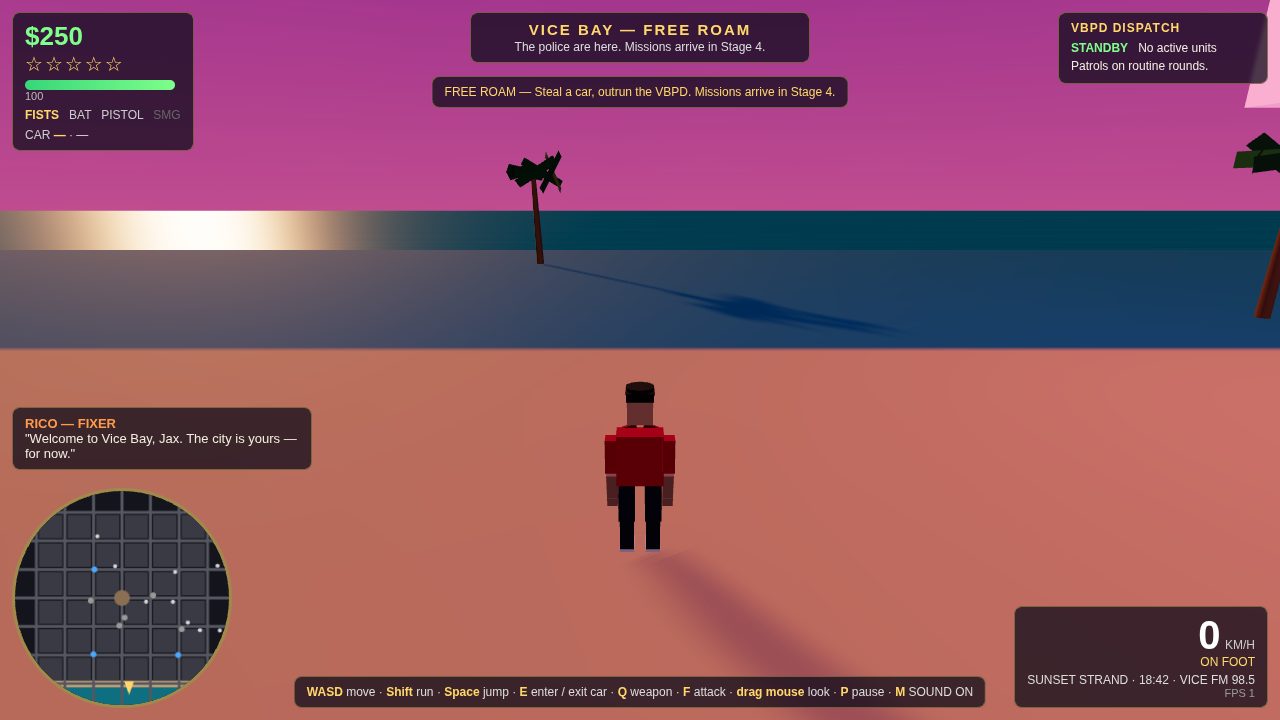 $250
☆☆☆☆☆
100
FISTS BAT PISTOL SMG
CAR — · —
VICE BAY — FREE ROAM
The police are here. Missions arrive in Stage 4.
FREE ROAM — Steal a car, outrun the VBPD. Missions arrive in Stage 4.
VBPD DISPATCH
STANDBY No active units
Patrols on routine rounds.
RICO — FIXER
"Welcome to Vice Bay, Jax. The city is yours —
for now."
WASD move · Shift run · Space jump · E enter / exit car · Q weapon · F attack · drag mouse look · P pause · M SOUND ON
0 KM/H
ON FOOT
SUNSET STRAND · 18:42 · VICE FM 98.5
FPS 1